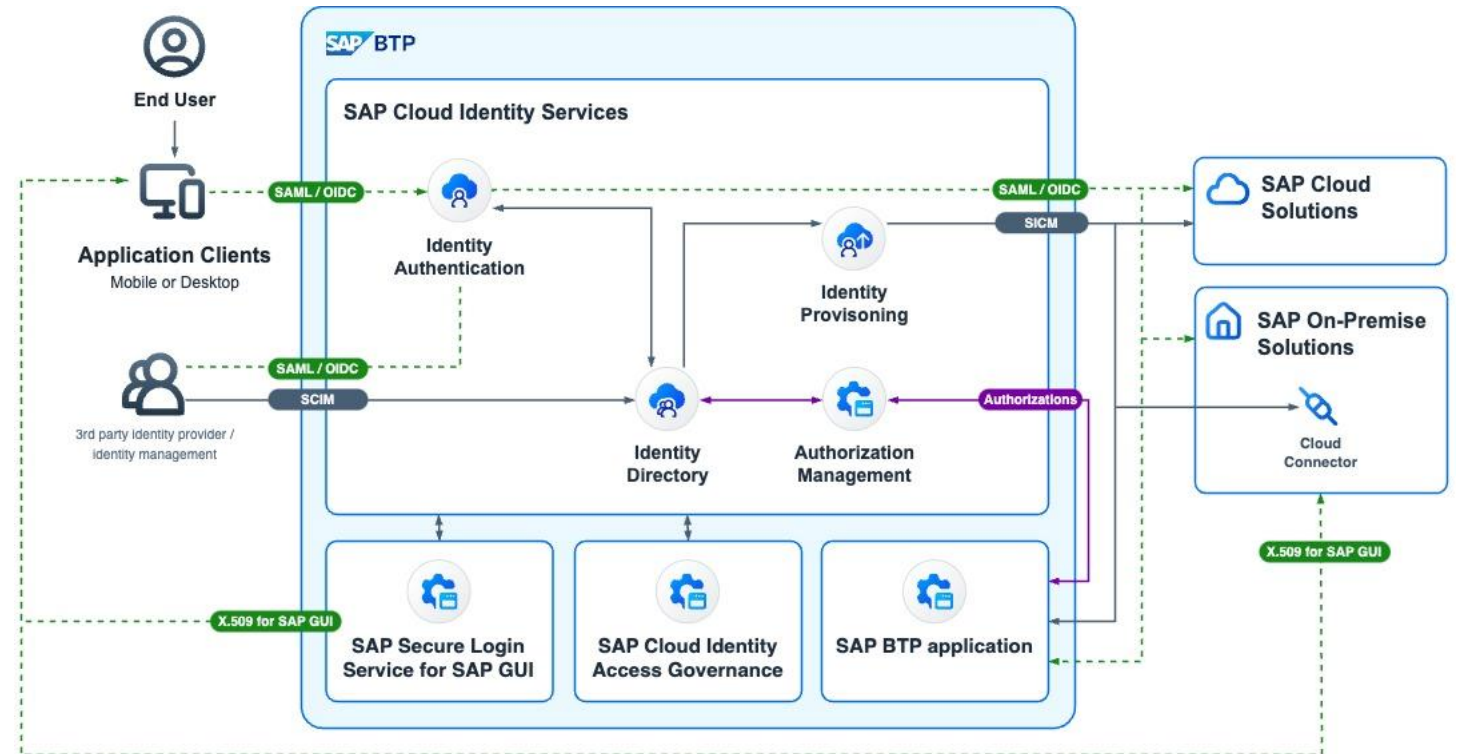 SAP BTP
End User
SAP Cloud Identity Services
SAML / OIDC
SAML / OIDC
SICM
SAP Cloud
Solutions
Application Clients
Mobile or Desktop
Identity
Authentication
Identity
Provisoning
SAP On-Premise
Solutions
SAML / OIDC
SCIM
Authorizations
3rd party identity provider /
identity management
Identity
Directory
Authorization
Management
Cloud
Connector
X.509 for SAP GUI
X.509 for SAP GUI
SAP Secure Login
Service for SAP GUI
SAP Cloud Identity
Access Governance
SAP BTP application